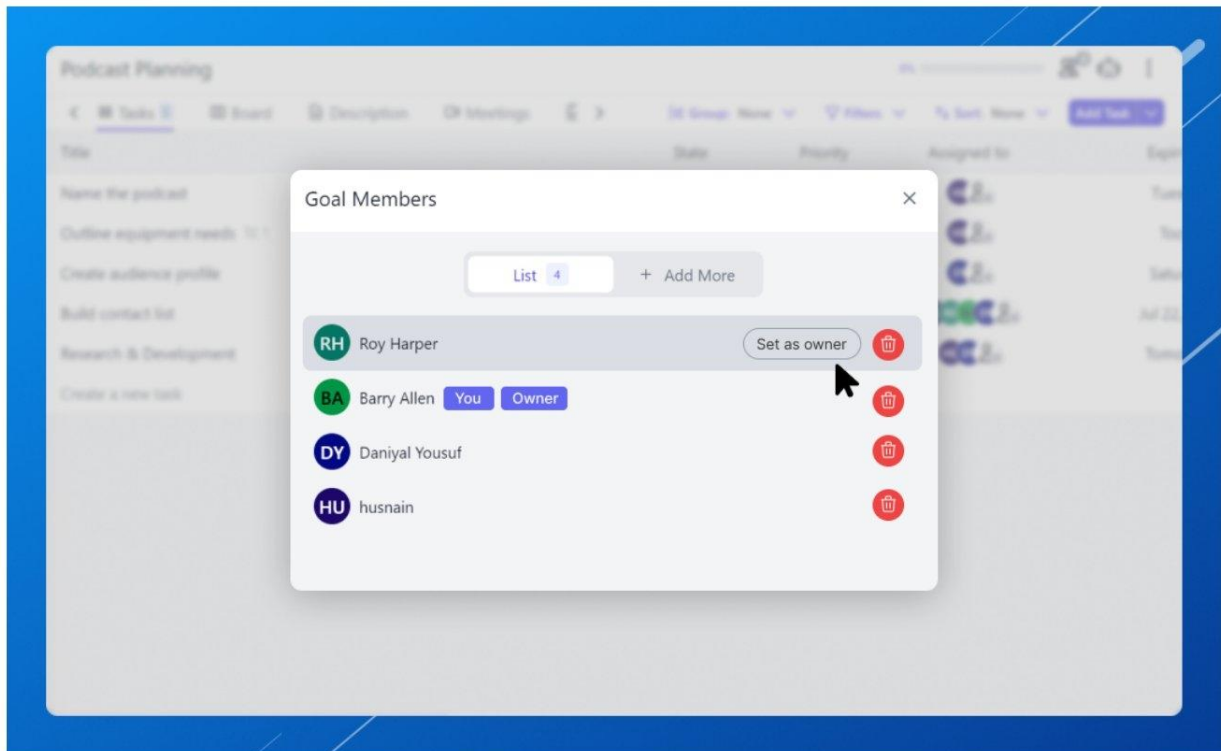 Podcast Planning
Tasks
Board
Description
Meetings
Group: None
Filters
Sort: None
Add Task
Title
State
Priority
Assigned to
Name the podcast
Outline equipment needs
Create audience profile
Build contact list
Research & Development
Create a new task
Goal Members
List 4
+ Add More
RH Roy Harper
Set as owner
BA Barry Allen You Owner
DY Daniyal Yousuf
HU husnain